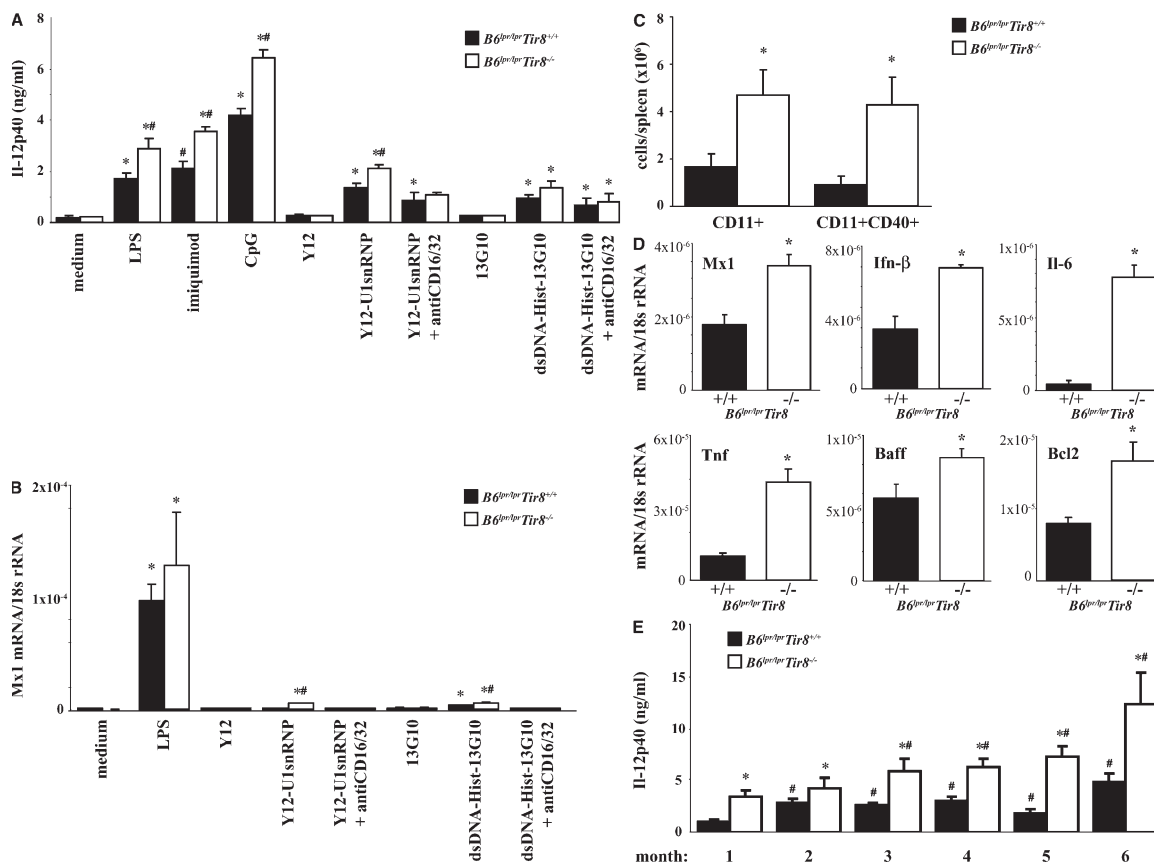 A
8
6
4
2
0
Il-12p40 (ng/ml)
B6lpr/lprTir8+/+
B6lpr/lprTir8-/-
*
*#
#
*#
*
*#
*
*#
*
*
*
*
*
medium
LPS
imiquimod
CpG
Y12
Y12-U1snRNP
Y12-U1snRNP
+ antiCD16/32
13G10
dsDNA-Hist-13G10
dsDNA-Hist-13G10
+ antiCD16/32
B
2x10-4
1x10-4
0
Mx1 mRNA/18s rRNA
B6lpr/lprTir8+/+
B6lpr/lprTir8-/-
*
*
*#
*
*#
medium
LPS
Y12
Y12-U1snRNP
Y12-U1snRNP
+ antiCD16/32
13G10
dsDNA-Hist-13G10
dsDNA-Hist-13G10
+ antiCD16/32
C
8
6
4
2
0
cells/spleen (x106)
B6lpr/lprTir8+/+
B6lpr/lprTir8-/-
*
*
CD11+
CD11+CD40+
D
mRNA/18s rRNA
4x10-6
2x10-6
0
Mx1
*
+/+
-/-
B6lpr/lprTir8
8x10-6
4x10-6
0
Ifn-β
*
+/+
-/-
B6lpr/lprTir8
1x10-6
5x10-6
0
Il-6
*
+/+
-/-
B6lpr/lprTir8
mRNA/18s rRNA
6x10-5
3x10-5
0
Tnf
*
+/+
-/-
B6lpr/lprTir8
1x10-5
5x10-6
0
Baff
*
+/+
-/-
B6lpr/lprTir8
2x10-5
1x10-5
0
Bcl2
*
+/+
-/-
B6lpr/lprTir8
E
20
15
10
5
0
Il-12p40 (ng/ml)
B6lpr/lprTir8+/+
B6lpr/lprTir8-/-
*
#
*
#
*#
#
*#
#
*#
#
*#
month:
1
2
3
4
5
6